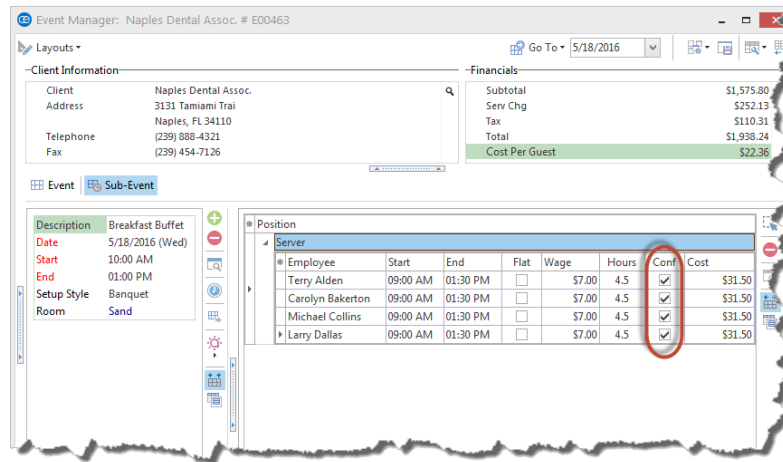 Event Manager: Naples Dental Assoc. # E00463
Layouts
Go To 5/18/2016
Client Information
Client Naples Dental Assoc.
Address 3131 Tamiami Trai
Naples, FL 34110
Telephone (239) 888-4321
Fax (239) 454-7126
Financials
Subtotal $1,575.80
Serv Chg $252.13
Tax $110.31
Total $1,938.24
Cost Per Guest $22.36
Event Sub-Event
Description Breakfast Buffet
Date 5/18/2016 (Wed)
Start 10:00 AM
End 01:00 PM
Setup Style Banquet
Room Sand
Position
Server
Employee Start End Flat Wage Hours Conf Cost
Terry Alden 09:00 AM 01:30 PM $7.00 4.5 $31.50
Carolyn Bakerton 09:00 AM 01:30 PM $7.00 4.5 $31.50
Michael Collins 09:00 AM 01:30 PM $7.00 4.5 $31.50
Larry Dallas 09:00 AM 01:30 PM $7.00 4.5 $31.50